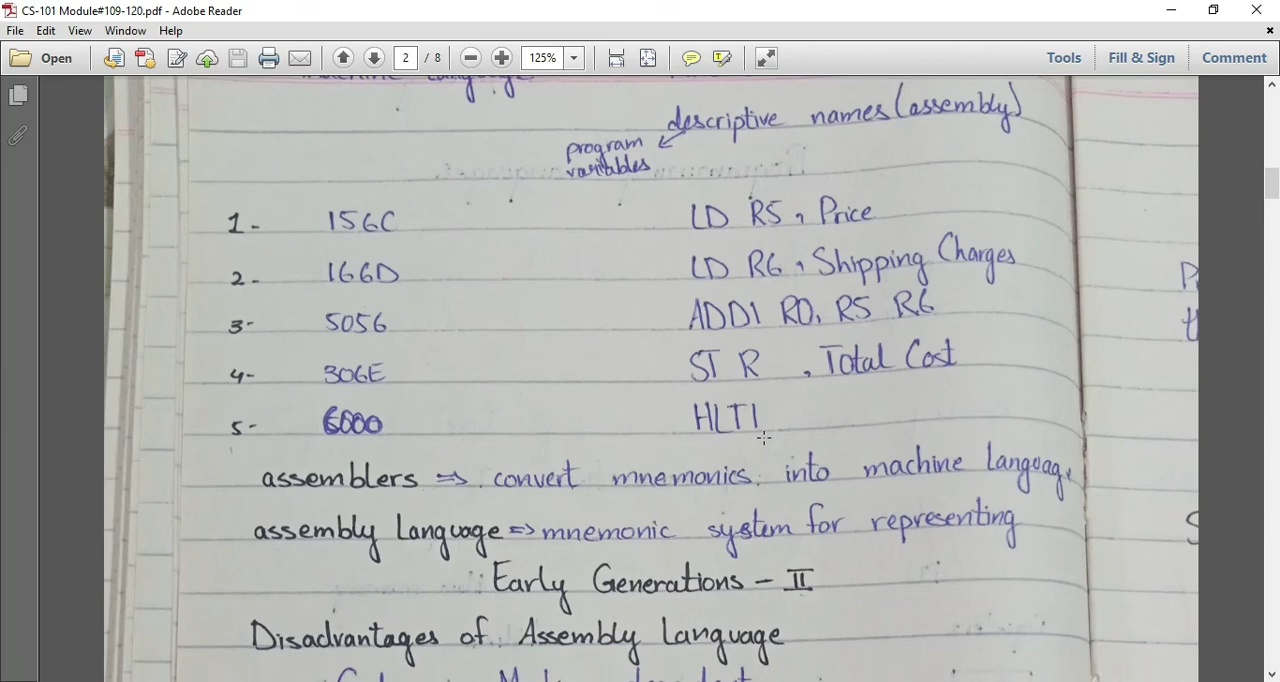 CS-101 Module#109-120.pdf - Adobe Reader
File Edit View Window Help
Open 2 / 8 125% Tools Fill & Sign Comment
descriptive names (assembly)
program
variables
1- 156C LD R5, Price
2- 166D LD R6, Shipping Charges
3- 5056 ADDI R0, R5 R6
4- 306E ST R , Total Cost
5- 6000 HLTI
assemblers => convert mnemonics into machine language
assembly language => mnemonic system for representing
Early Generations - II
Disadvantages of Assembly language